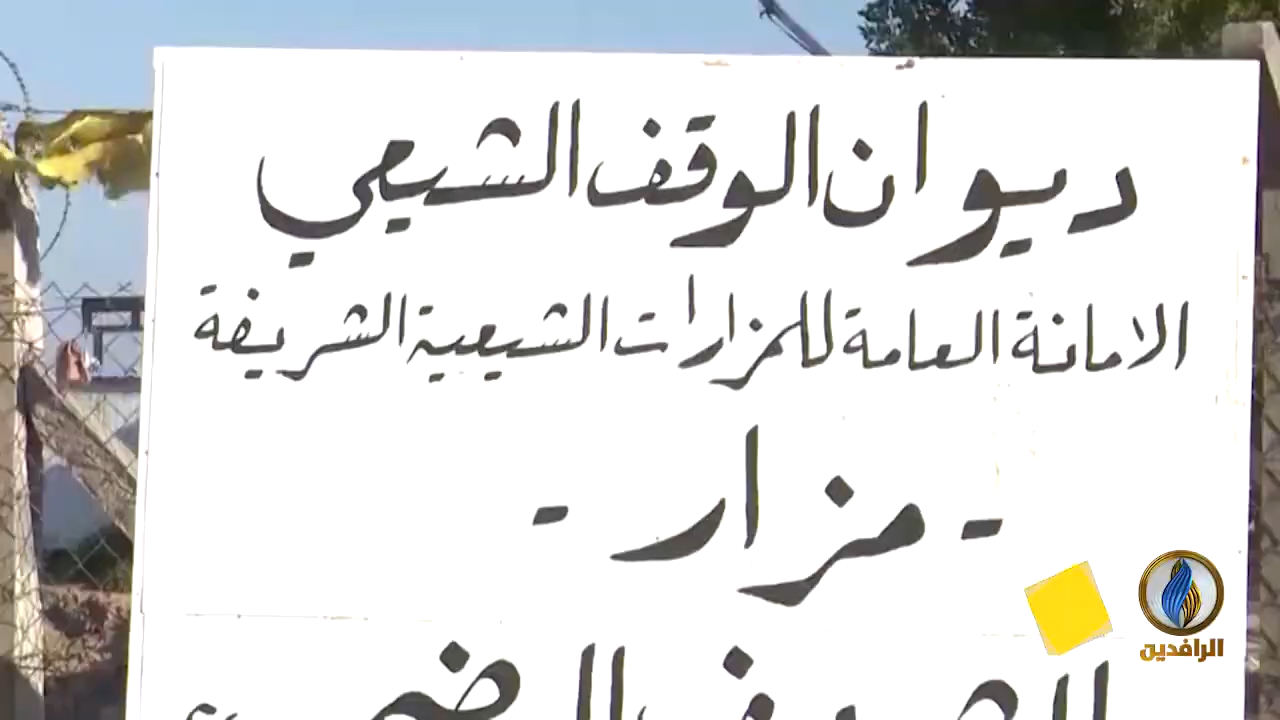 ديوان الوقف الشيعي
الامانة العامة للمزارات الشيعية الشريفة
- مزار -
الرافدين